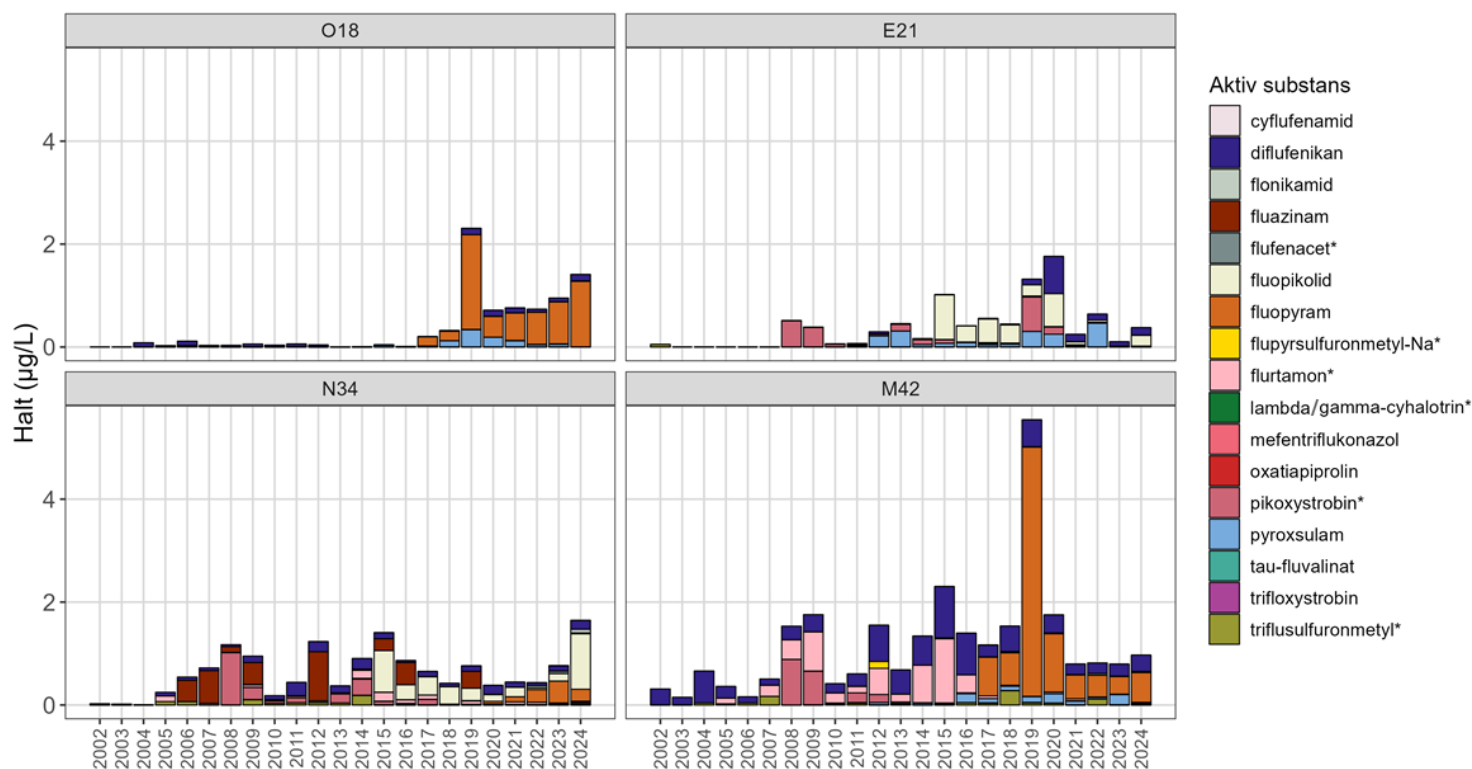 O18
E21
4
2
0
N34
M42
4
2
0
Halt (µg/L)
2002
2003
2004
2005
2006
2007
2008
2009
2010
2011
2012
2013
2014
2015
2016
2017
2018
2019
2020
2021
2022
2023
2024
2002
2003
2004
2005
2006
2007
2008
2009
2010
2011
2012
2013
2014
2015
2016
2017
2018
2019
2020
2021
2022
2023
2024
Aktiv substans
cyflufenamid
diflufenikan
flonikamid
fluazinam
flufenacet*
fluopikolid
fluopyram
flupyrsulfuronmetyl-Na*
flurtamon*
lambda/gamma-cyhalotrin*
mefentriflukonazol
oxatiapiprolin
pikoxystrobin*
pyroxsulam
tau-fluvalinat
trifloxystrobin
triflusulfuronmetyl*